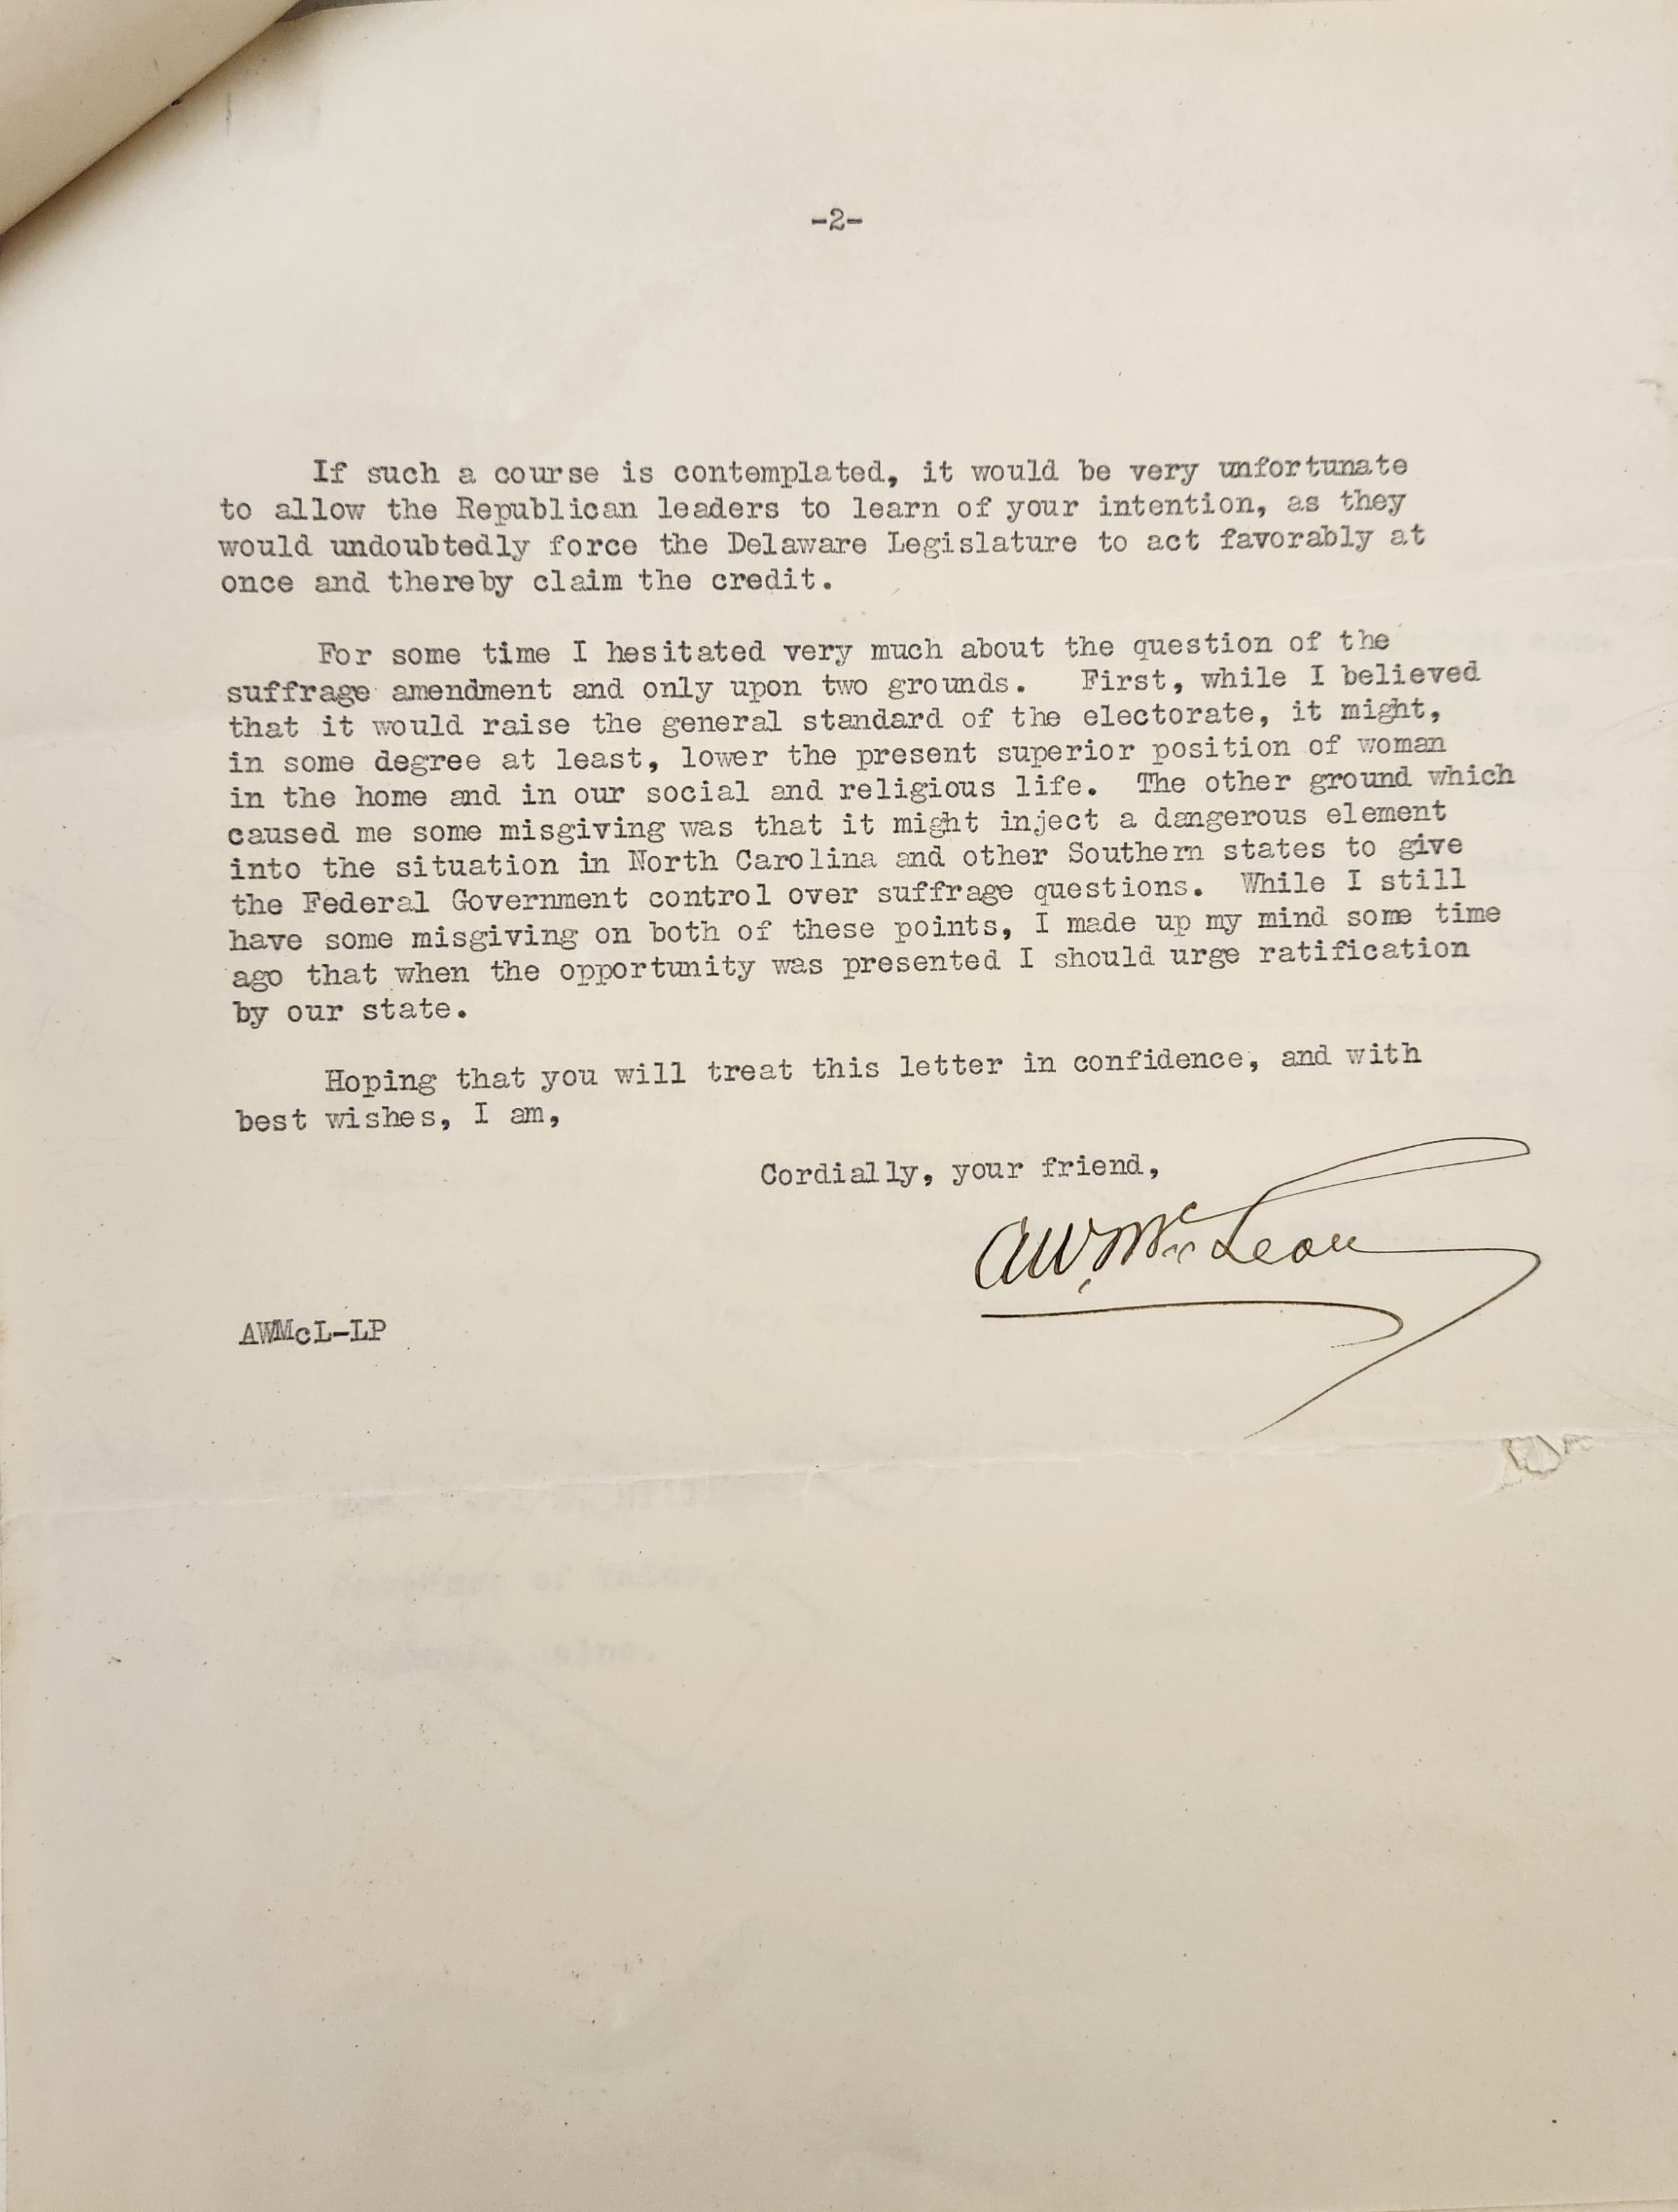 -2-
If such a course is contemplated, it would be very unfortunate
to allow the Republican leaders to learn of your intention, as they
would undoubtedly force the Delaware Legislature to act favorably at
once and thereby claim the credit.
For some time I hesitated very much about the question of the
suffrage amendment and only upon two grounds. First, while I believed
that it would raise the general standard of the electorate, it might,
in some degree at least, lower the present superior position of woman
in the home and in our social and religious life. The other ground which
caused me some misgiving was that it might inject a dangerous element
into the situation in North Carolina and other Southern states to give
the Federal Government control over suffrage questions. While I still
have some misgiving on both of these points, I made up my mind some time
ago that when the opportunity was presented I should urge ratification
by our state.
Hoping that you will treat this letter in confidence, and with
best wishes, I am,
Cordially, your friend,
A.W. McLean
AWMcL-LP